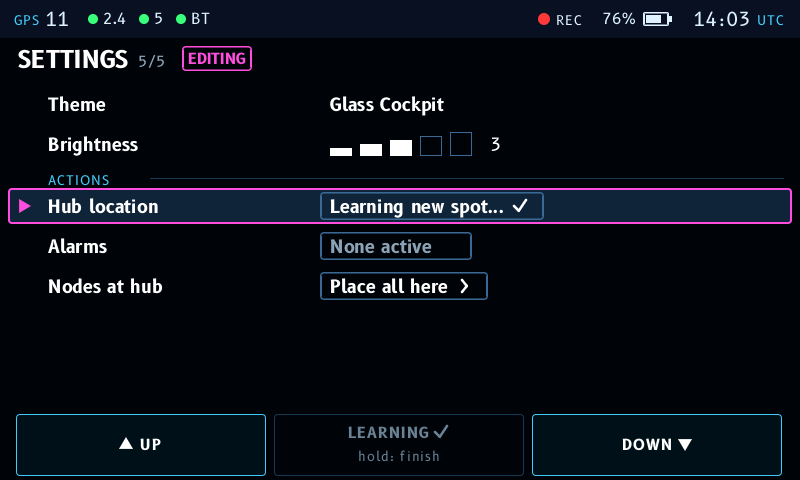 GPS 11 2.4 5 BT REC 76% 14:03 UTC
SETTINGS 5/5 EDITING
Theme Glass Cockpit
Brightness 3
ACTIONS
Hub location Learning new spot... ✓
Alarms None active
Nodes at hub Place all here ›
▲ UP
LEARNING ✓
hold: finish
DOWN ▼